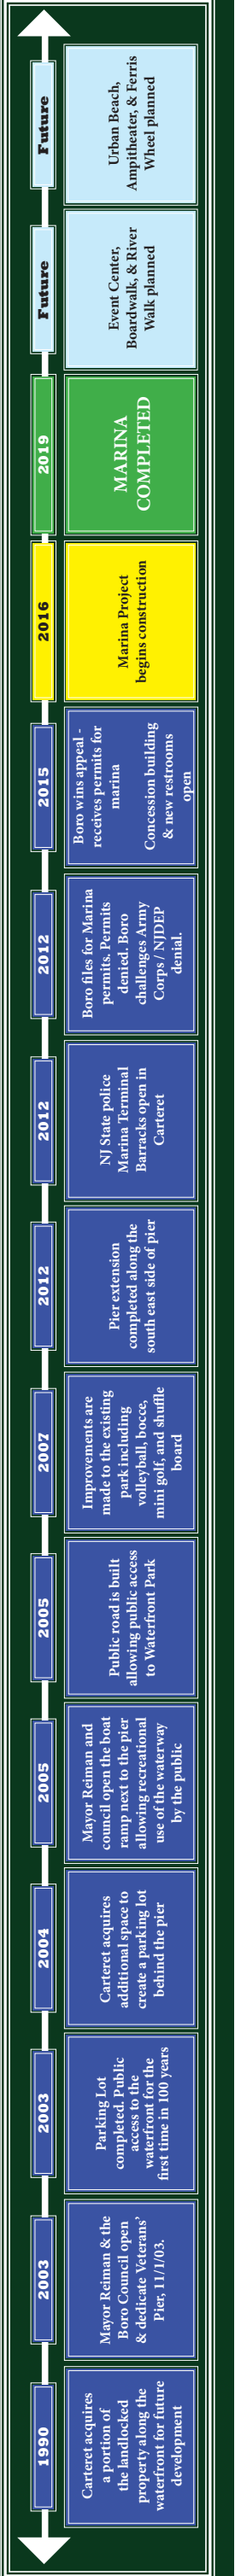 1990
Carteret acquires
a portion of
the landlocked
property along the
waterfront for future
development
2003
Mayor Reiman & the
Boro Council open
& dedicate Veterans'
Pier, 11/1/03.
2003
Parking Lot
completed. Public
access to the
waterfront for the
first time in 100 years
2004
Carteret acquires
additional space to
create a parking lot
behind the pier
2005
Mayor Reiman and
council open the boat
ramp next to the pier
allowing recreational
use of the waterway
by the public
2005
Public road is built
allowing public access
to Waterfront Park
2007
Improvements are
made to the existing
park including
volleyball, bocce,
mini golf, and shuffle
board
2012
Pier extension
completed along the
south east side of pier
2012
NJ State police
Marina Terminal
Barracks open in
Carteret
2012
Boro files for Marina
permits. Permits
denied. Boro
challenges Army
Corps / NJDEP
denial.
2015
Boro wins appeal -
receives permits for
marina
Concession building
& new restrooms
open
2016
Marina Project
begins construction
2019
MARINA
COMPLETED
Future
Event Center,
Boardwalk, & River
Walk planned
Future
Urban Beach,
Ampitheater, & Ferris
Wheel planned